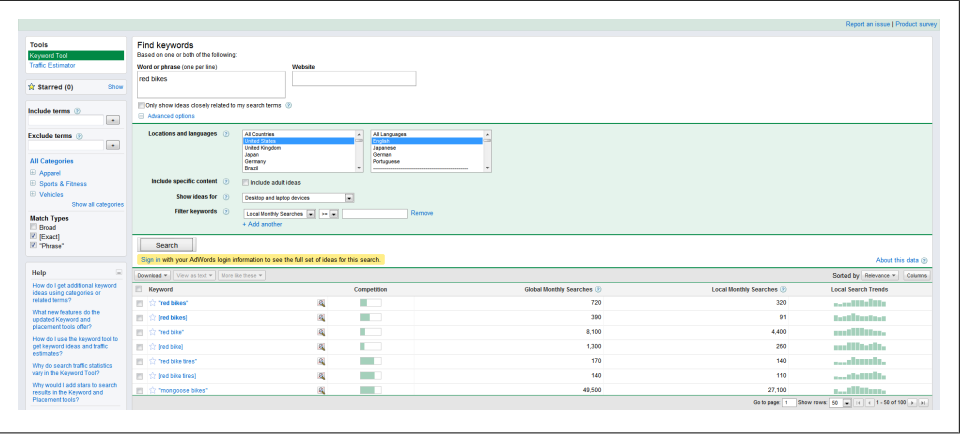 Report an issue | Product survey
Tools
Keyword Tool
Traffic Estimator
Starred (0) Show
Include terms
Exclude terms
All Categories
Apparel
Sports & Fitness
Vehicles
Show all categories
Match Types
Broad
[Exact]
"Phrase"
Help
How do I get additional keyword
ideas using categories or
related terms?
What new features do the
updated Keyword and
placement tools offer?
How do I use the keyword tool to
get keyword ideas and traffic
estimates?
Why do search traffic statistics
vary in the Keyword Tool?
Why would I add stars to search
results in the Keyword and
Placement tools?
Find keywords
Based on one or both of the following:
Word or phrase (one per line) Website
red bikes
Only show ideas closely related to my search terms
Advanced options
Locations and languages
All Countries
United States
United Kingdom
Japan
Germany
Brazil
All Languages
English
Japanese
German
Portuguese
Include specific content Include adult ideas
Show ideas for Desktop and laptop devices
Filter keywords Local Monthly Searches >= Remove
+ Add another
Search
Sign in with your AdWords login information to see the full set of ideas for this search.
About this data
Download View as text More like these Sorted by Relevance Columns
Keyword Competition Global Monthly Searches Local Monthly Searches Local Search Trends
"red bikes" 720 320
[red bikes] 390 91
"red bike" 8,100 4,400
[red bike] 1,300 260
"red bike tires" 170 140
[red bike tires] 140 110
"mongoose bikes" 49,500 27,100
Go to page: 1 Show rows: 50 1 - 50 of 100